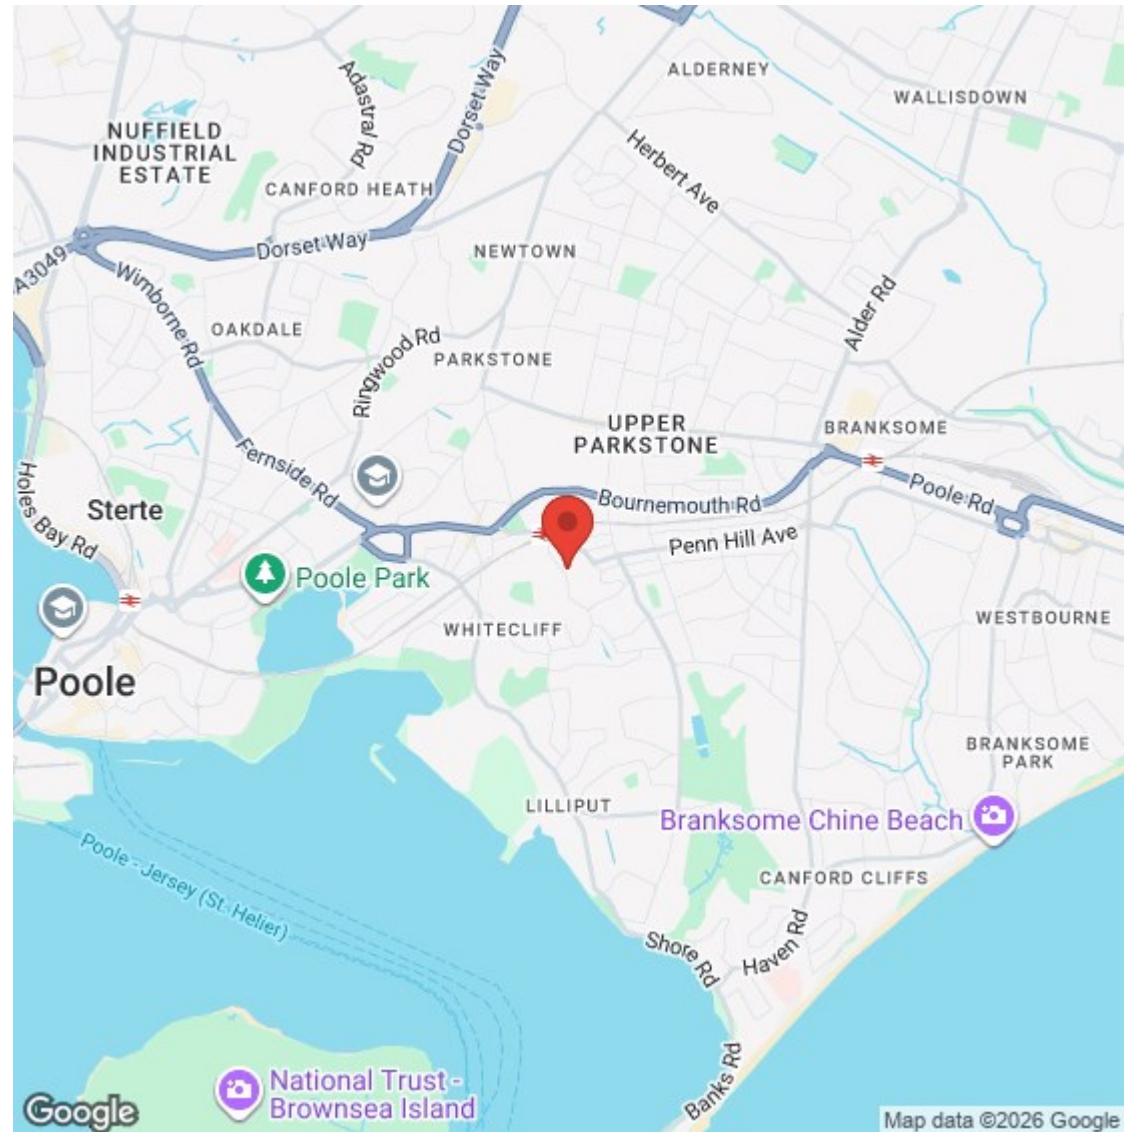 ALDERNEY
WALLISDOWN
Adastral Rd
Dorset Way
NUFFIELD
INDUSTRIAL
ESTATE
Herbert Ave
CANFORD HEATH
Dorset Way
NEWTOWN
A3049
Wimborne Rd
Alder Rd
OAKDALE
Ringwood Rd
PARKSTONE
UPPER
PARKSTONE
BRANKSOME
Holes Bay Rd
Fernside Rd
Sterte
Bournemouth Rd
Poole Rd
Penn Hill Ave
Poole Park
WHITECLIFF
WESTBOURNE
Poole
BRANKSOME
PARK
LILLIPUT
Branksome Chine Beach
Poole - Jersey (St. Helier)
CANFORD CLIFFS
Shore Rd
Haven Rd
Banks Rd
National Trust -
Brownsea Island
Google
Map data ©2026 Google